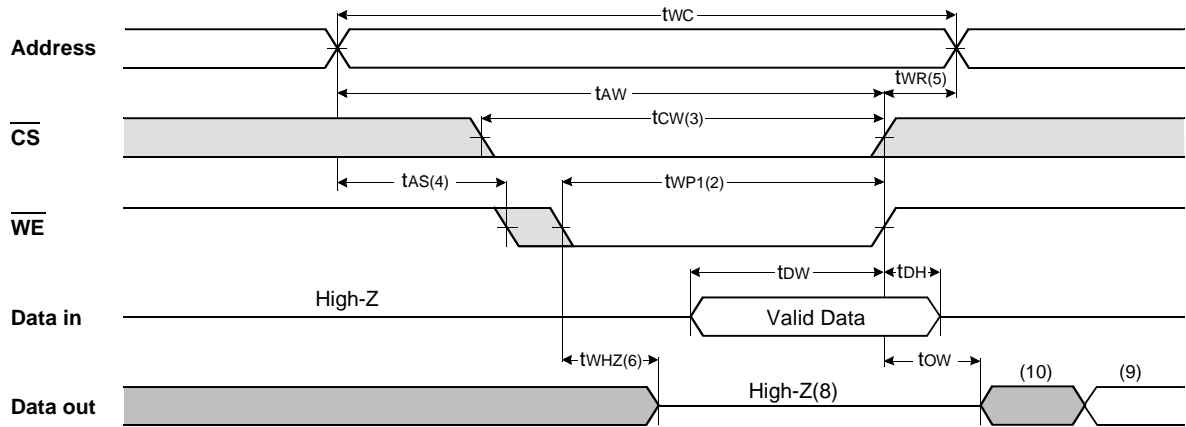 tWC
Address
tWR(5)
tAW
tCW(3)
CS
tAS(4)
tWP1(2)
WE
tDW
tDH
High-Z
Data in
Valid Data
tWHZ(6)
tOW
(10)
(9)
High-Z(8)
Data out